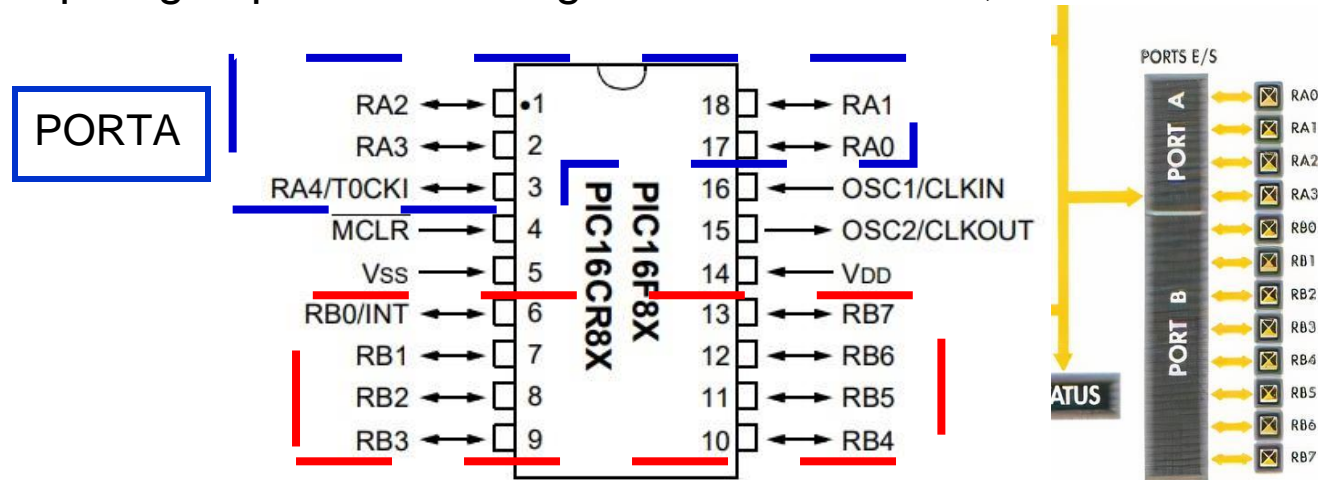 PORTA
RA2
RA3
RA4/T0CKI
MCLR
VSS
RB0/INT
RB1
RB2
RB3
•1
2
3
4
5
6
7
8
9
PIC16F8X
PIC16CR8X
18
17
16
15
14
13
12
11
10
RA1
RA0
OSC1/CLKIN
OSC2/CLKOUT
VDD
RB7
RB6
RB5
RB4
PORTS E/S
PORT A
PORT B
ATUS
RA0
RA1
RA2
RA3
RB0
RB1
RB2
RB3
RB4
RB5
RB6
RB7